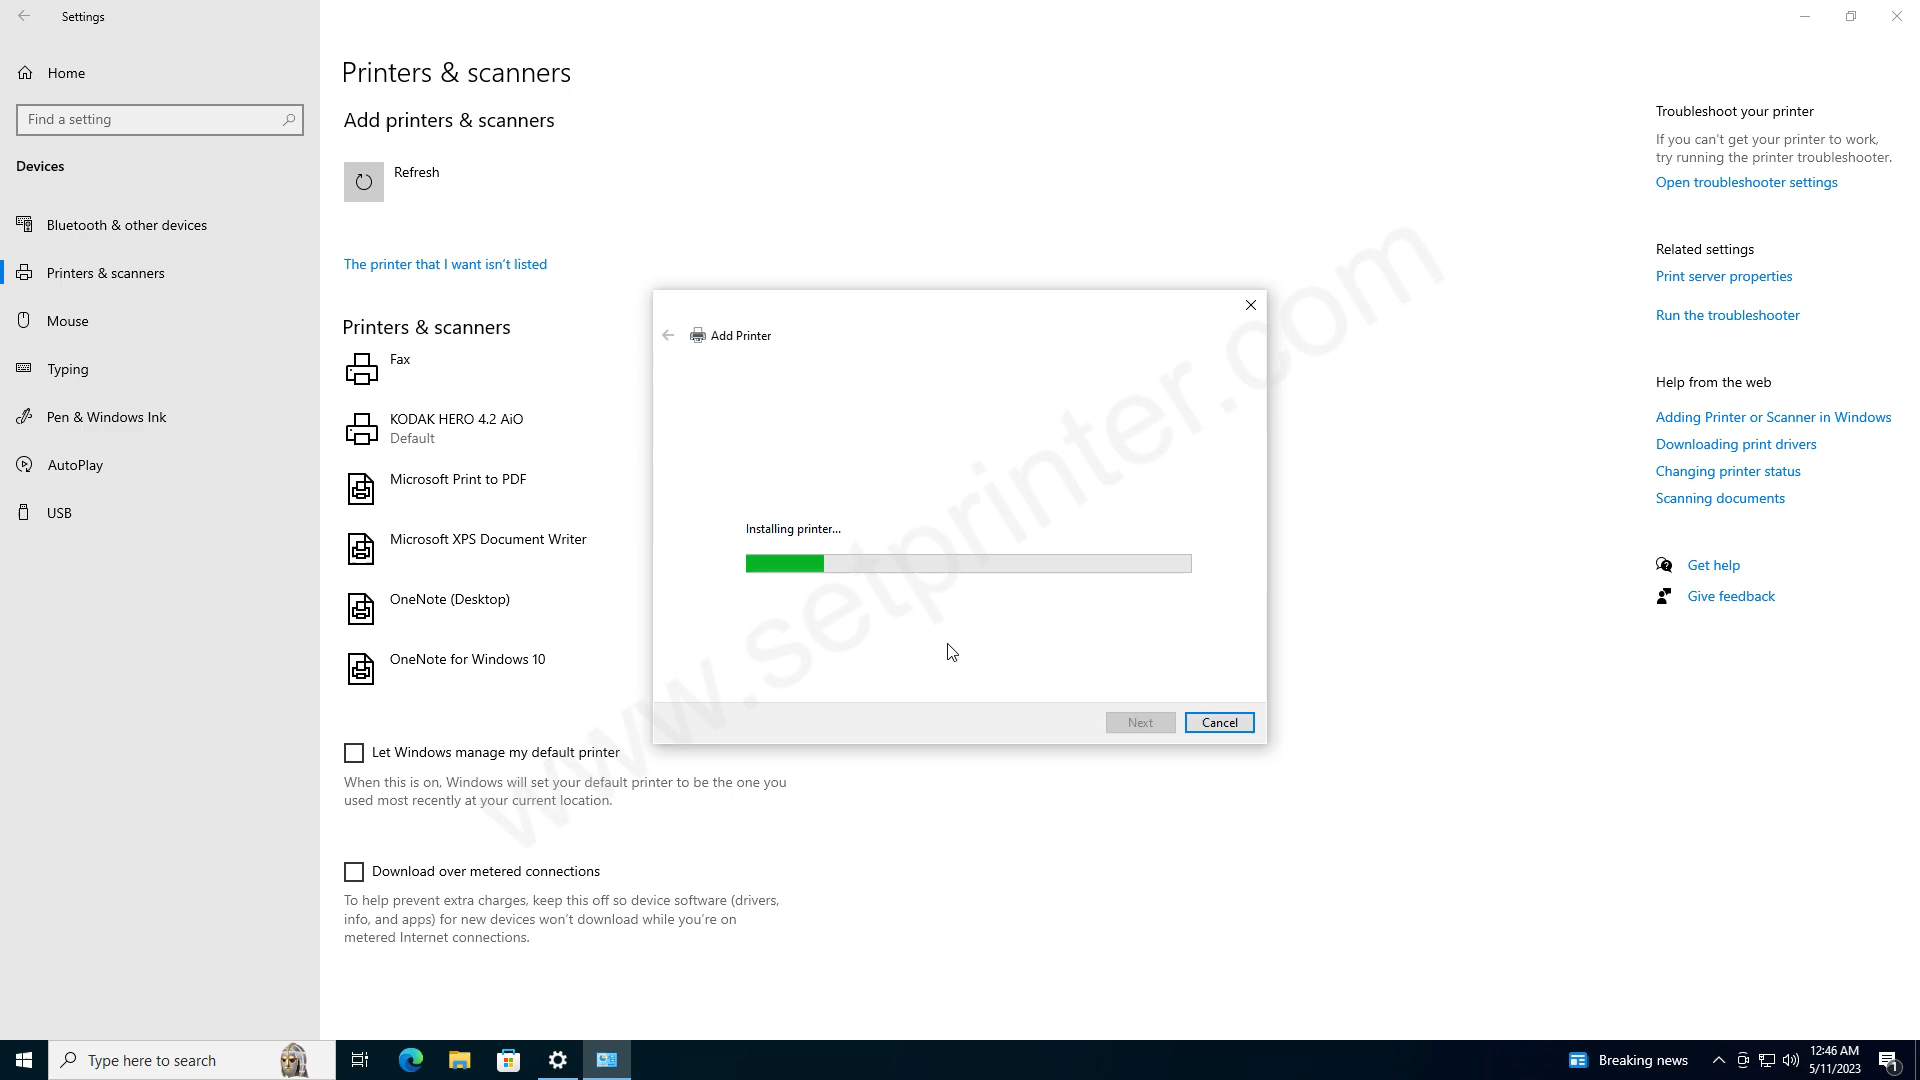 Settings
Home
Find a setting
Devices
Bluetooth & other devices
Printers & scanners
Mouse
Typing
Pen & Windows Ink
AutoPlay
USB
Printers & scanners
Add printers & scanners
Refresh
The printer that I want isn't listed
Printers & scanners
Fax
KODAK HERO 4.2 AiO
Default
Microsoft Print to PDF
Microsoft XPS Document Writer
OneNote (Desktop)
OneNote for Windows 10
Let Windows manage my default printer
When this is on, Windows will set your default printer to be the one you
used most recently at your current location.
Download over metered connections
To help prevent extra charges, keep this off so device software (drivers,
info, and apps) for new devices won't download while you're on
metered Internet connections.
Add Printer
Installing printer...
Next
Cancel
www.setprinter.com
Troubleshoot your printer
If you can't get your printer to work,
try running the printer troubleshooter.
Open troubleshooter settings
Related settings
Print server properties
Run the troubleshooter
Help from the web
Adding Printer or Scanner in Windows
Downloading print drivers
Changing printer status
Scanning documents
Get help
Give feedback
Type here to search
Breaking news
12:46 AM
5/11/2023
1